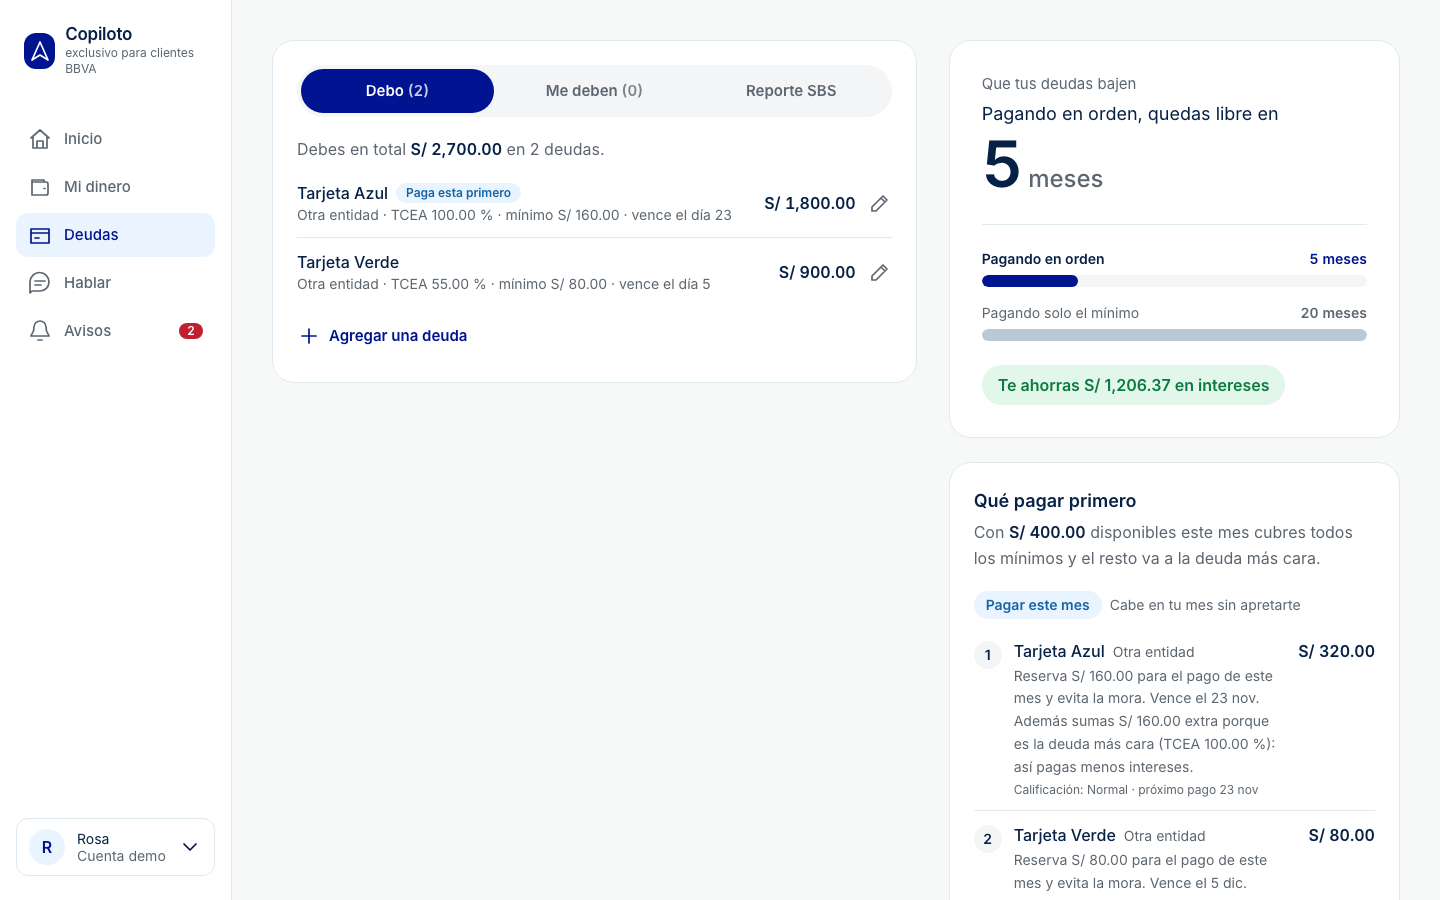 Copiloto
exclusivo para clientes
BBVA
Inicio
Mi dinero
Deudas
Hablar
Avisos 2
R
Rosa
Cuenta demo
Debo (2) Me deben (0) Reporte SBS
Debes en total S/ 2,700.00 en 2 deudas.
Tarjeta Azul Paga esta primero
Otra entidad · TCEA 100.00 % · mínimo S/ 160.00 · vence el día 23
S/ 1,800.00
Tarjeta Verde
Otra entidad · TCEA 55.00 % · mínimo S/ 80.00 · vence el día 5
S/ 900.00
Agregar una deuda
Que tus deudas bajen
Pagando en orden, quedas libre en
5 meses
Pagando en orden 5 meses
Pagando solo el mínimo 20 meses
Te ahorras S/ 1,206.37 en intereses
Qué pagar primero
Con S/ 400.00 disponibles este mes cubres todos
los mínimos y el resto va a la deuda más cara.
Pagar este mes Cabe en tu mes sin apretarte
1 Tarjeta Azul Otra entidad S/ 320.00
Reserva S/ 160.00 para el pago de este
mes y evita la mora. Vence el 23 nov.
Además sumas S/ 160.00 extra porque
es la deuda más cara (TCEA 100.00 %):
así pagas menos intereses.
Calificación: Normal · próximo pago 23 nov
2 Tarjeta Verde Otra entidad S/ 80.00
Reserva S/ 80.00 para el pago de este
mes y evita la mora. Vence el 5 dic.